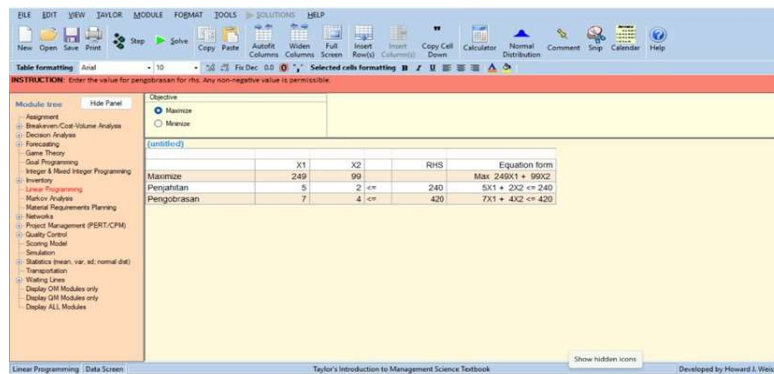 FILE EDIT VIEW TAYLOR MODULE FORMAT TOOLS SOLUTIONS HELP
New Open Save Print Step Solve Copy Paste Autofit Columns Widen Columns Full Screen Insert Row(s) Insert Column(s) Copy Cell Down Calculator Normal Distribution Comment Snip Calendar Help
Table formatting Arial 10 Fix Dec 0.0 0 Selected cells formatting B I U
INSTRUCTION: Enter the value for pengobrasan for rhs. Any non-negative value is permissible.
Module tree Hide Panel
Assignment
Breakeven/Cost-Volume Analysis
Decision Analysis
Forecasting
Game Theory
Goal Programming
Integer & Mixed Integer Programming
Inventory
Linear Programming
Markov Analysis
Material Requirements Planning
Networks
Project Management (PERT/CPM)
Quality Control
Scoring Model
Simulation
Statistics (mean, var, sd; normal dist)
Transportation
Waiting Lines
Display OM Modules only
Display QM Modules only
Display ALL Modules
Objective
Maximize
Minimize
(untitled)
X1 X2 RHS Equation form
Maximize 249 99 Max 249X1 + 99X2
Penjahitan 5 2 <= 240 5X1 + 2X2 <= 240
Pengobrasan 7 4 <= 420 7X1 + 4X2 <= 420
Show hidden icons
Linear Programming Data Screen Taylor's Introduction to Management Science Textbook Developed by Howard J. Weis